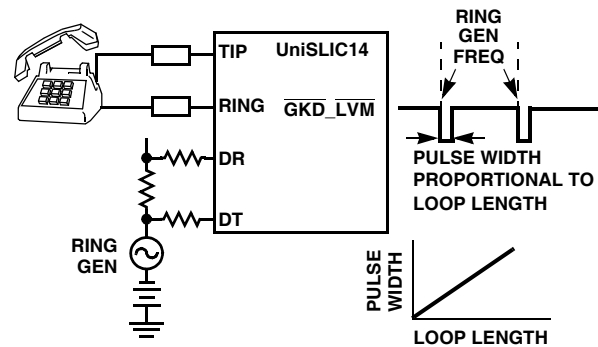 TIP
UniSLIC14
RING
GKD_LVM
DR
DT
RING
GEN
RING
GEN
FREQ
PULSE WIDTH
PROPORTIONAL TO
LOOP LENGTH
PULSE
WIDTH
LOOP LENGTH